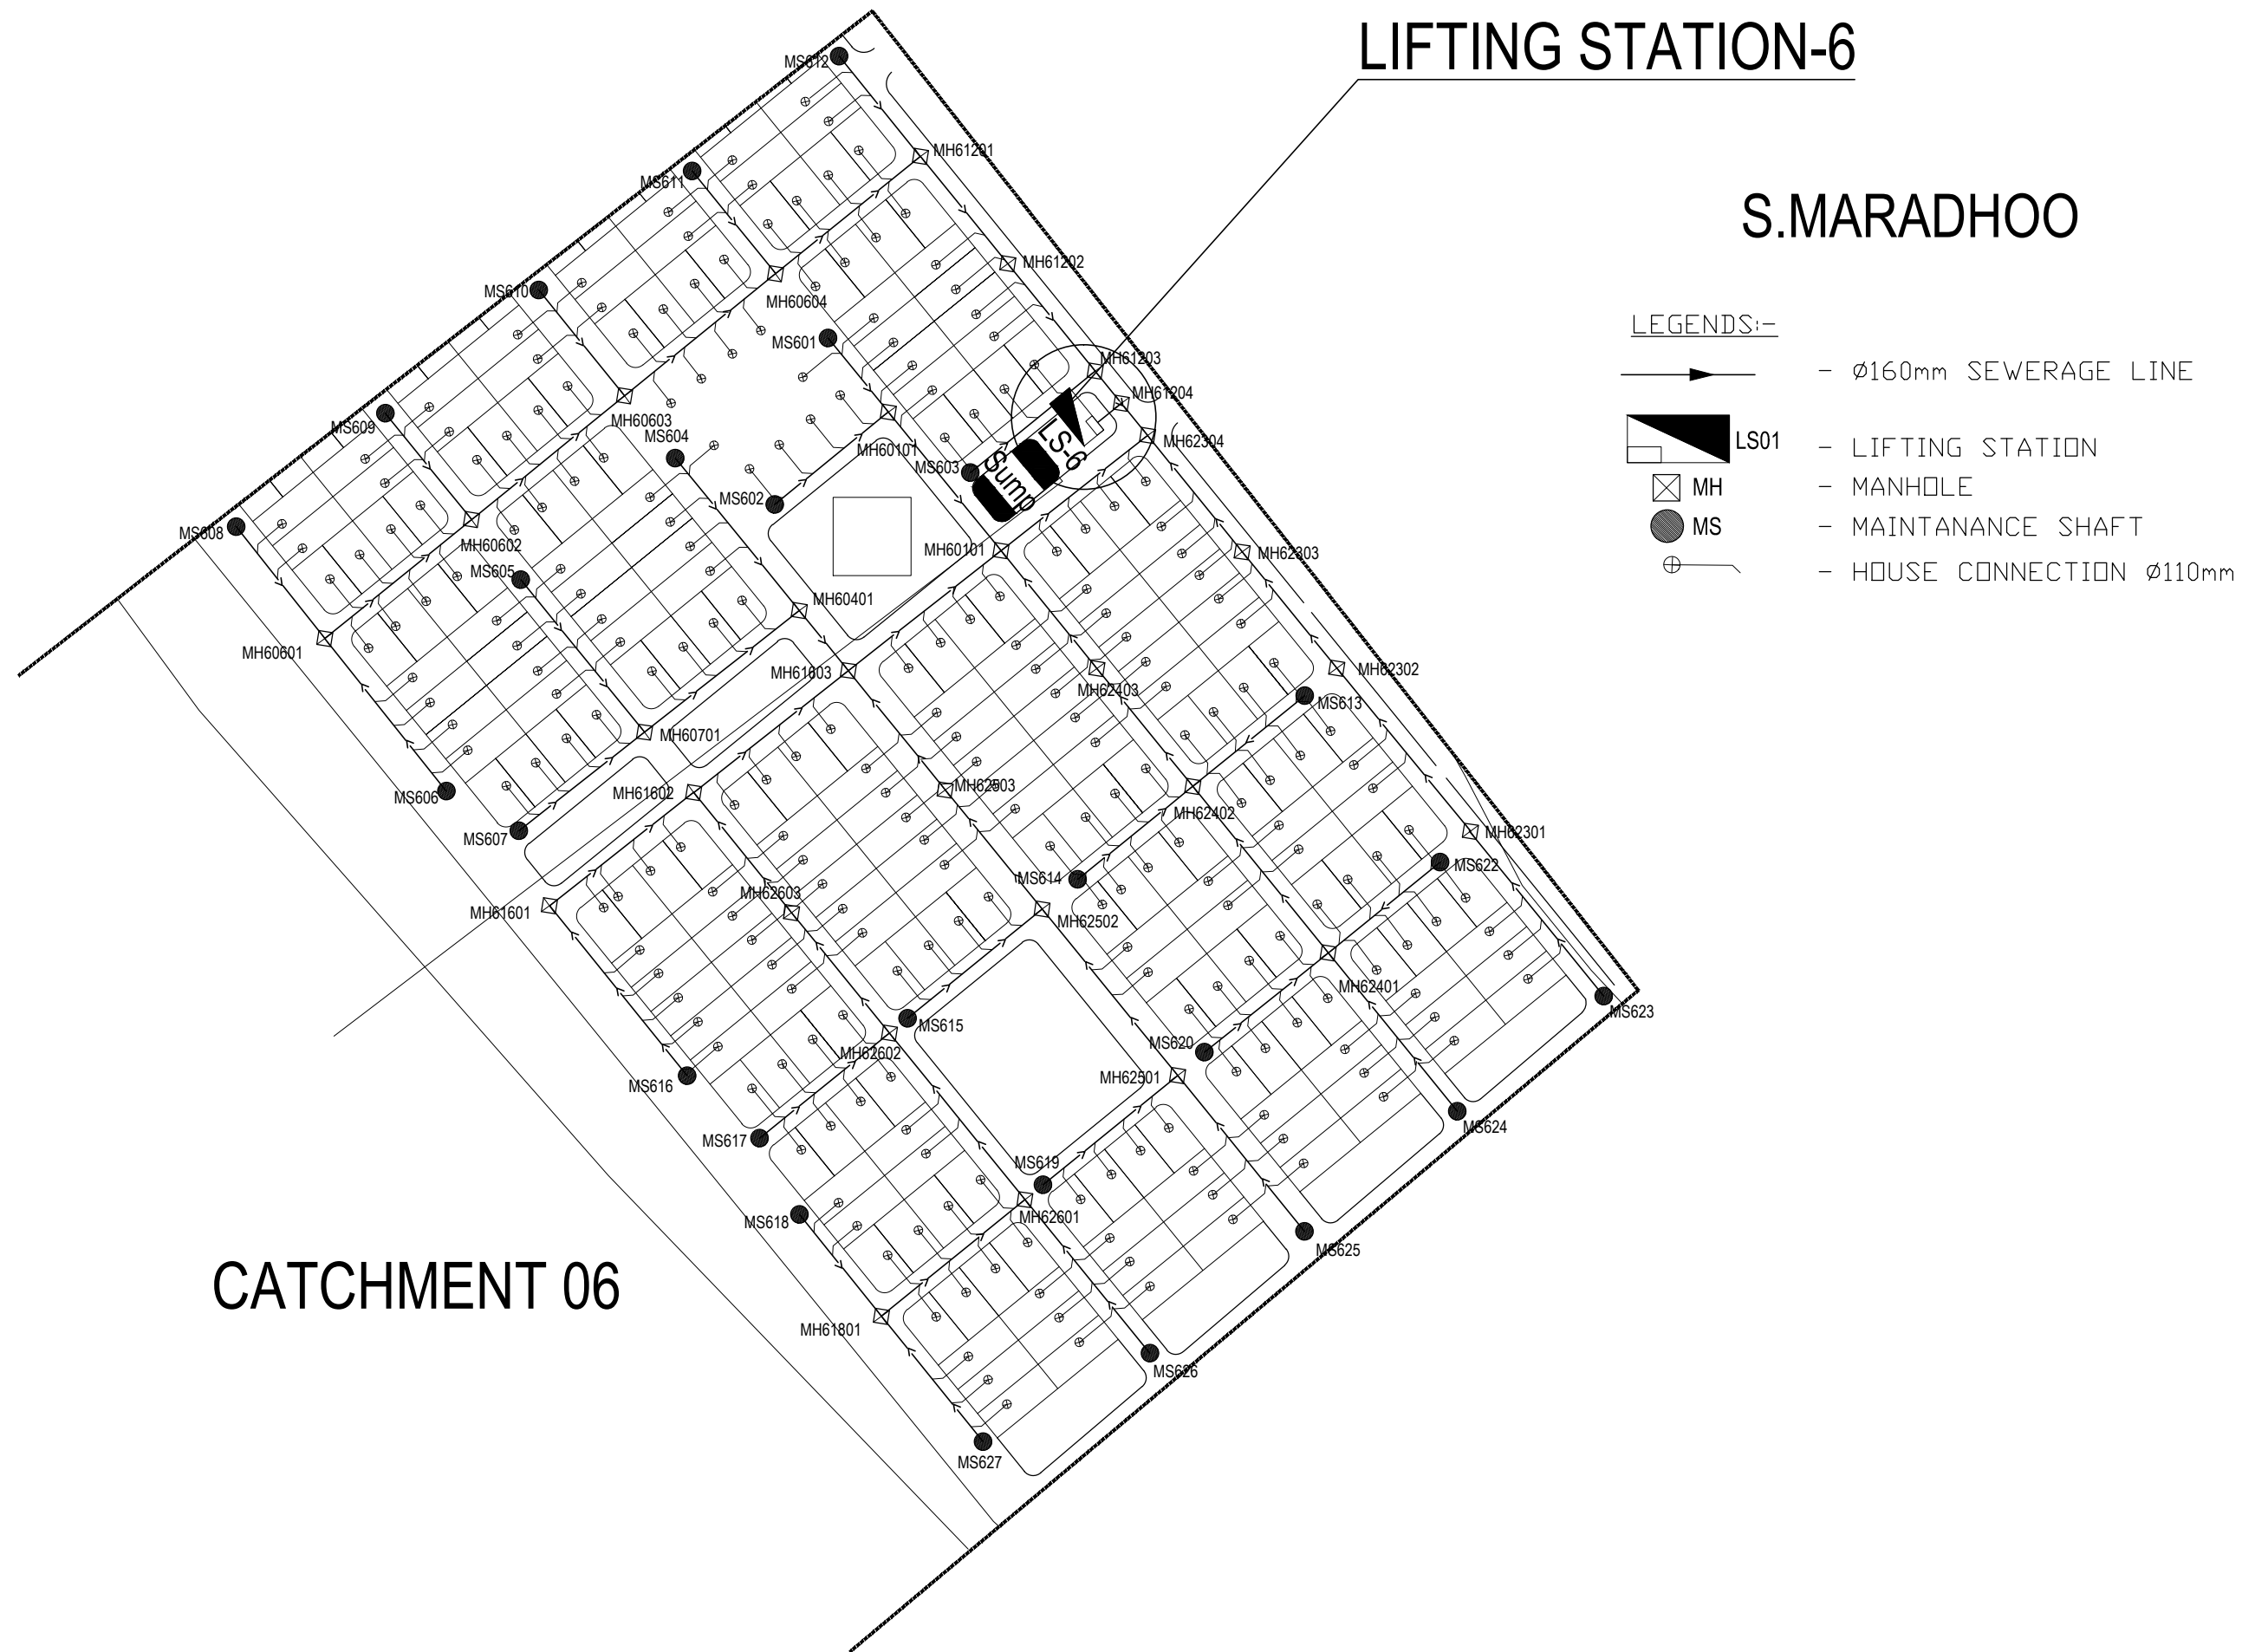 LIFTING STATION-6
S.MARADHOO
LEGENDS:-
- Ø160mm SEWERAGE LINE
LS01 - LIFTING STATION
MH - MANHOLE
MS - MAINTANANCE SHAFT
- HOUSE CONNECTION Ø110mm
MS612
MH61201
MS611
MH61202
MS610
MH60604
MS601
MH61203
MH61204
MS609
MH60603
MS604
MH60101
MH62304
MS603
LS-6
Sump
MS602
MS608
MH60602
MH60101
MH62303
MS605
MH60401
MH60601
MH61603
MH62302
MH62403
MS613
MH60701
MS606
MH61602
MH62503
MH62402
MS607
MH62301
MS622
MS614
MH62603
MH61601
MH62502
MH62401
MS623
MS615
MS620
MH62602
MH62501
MS616
MS624
MS617
MS619
MS618
MH62601
MS625
CATCHMENT 06
MH61801
MS626
MS627